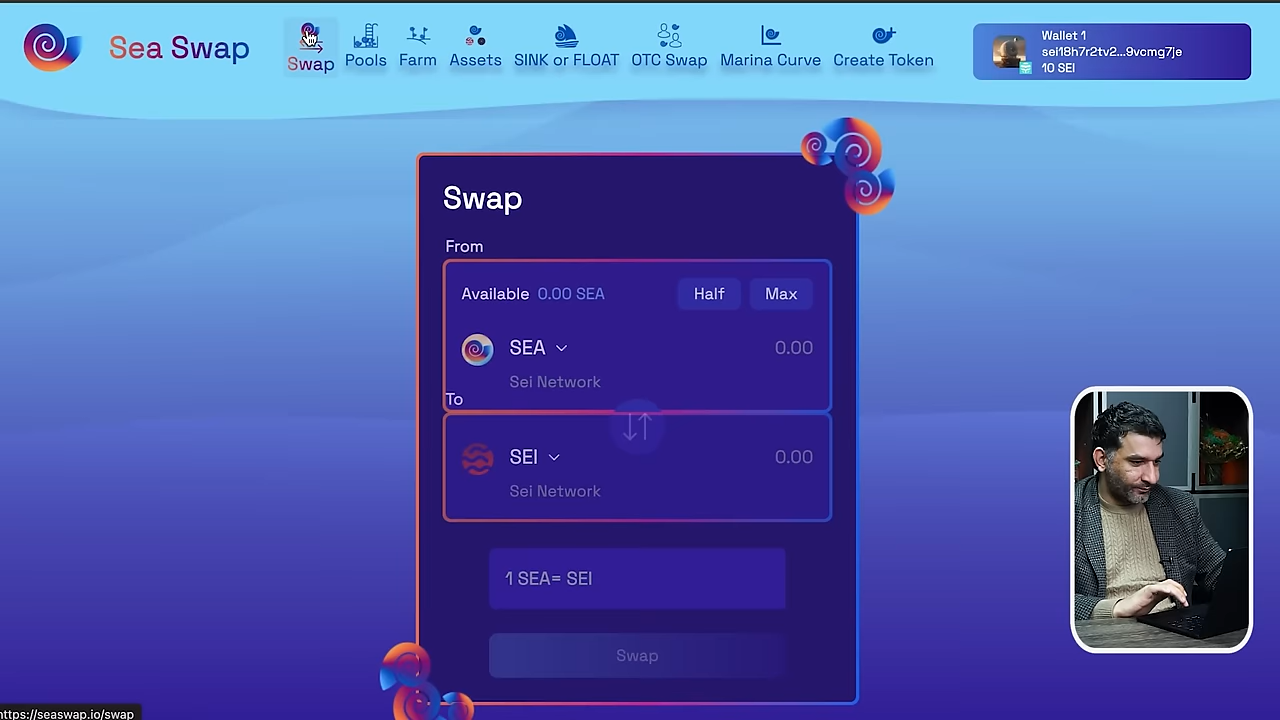 Sea Swap
Swap
Pools
Farm
Assets
SINK or FLOAT
OTC Swap
Marina Curve
Create Token
Wallet 1
sei18h7r2tv2...9vcmg7je
10 SEI
Swap
From
Available 0.00 SEA
Half
Max
SEA
0.00
Sei Network
To
SEI
0.00
Sei Network
1 SEA= SEI
Swap
https://seaswap.io/swap